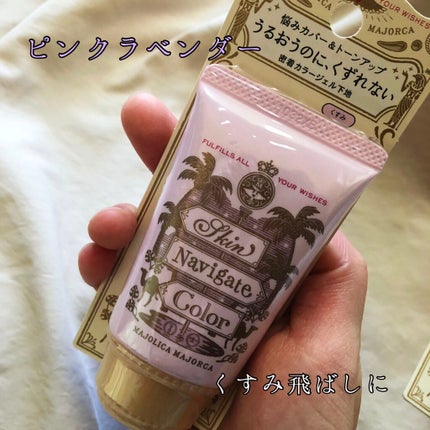 YOUR WISHES
MAJORCA
悩みカバー&トーンアップ
うるおうのに、くずれない
密着カラージェル下地
くすみ
ピンクラベンダー
FULFILLS ALL YOUR WISHES
Skin
Navigate
Color
MAJOLICA MAJORCA
くすみ飛ばしに